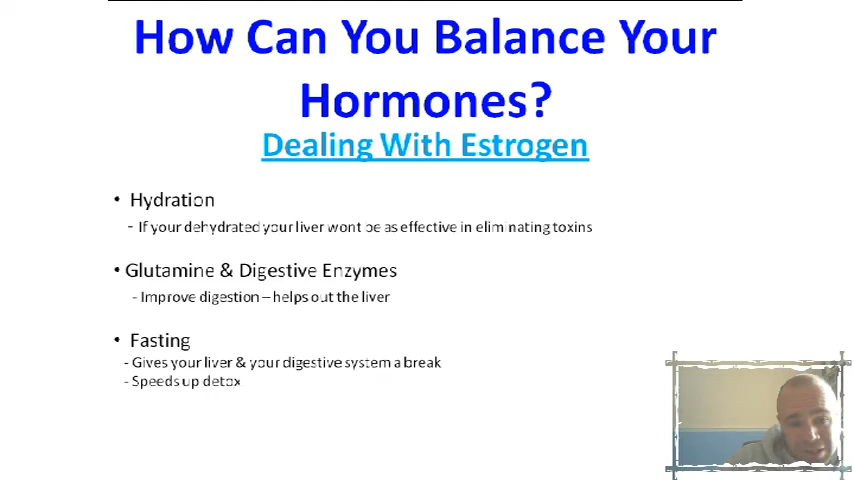 How Can You Balance Your
Hormones?
Dealing With Estrogen
• Hydration
- If your dehydrated your liver wont be as effective in eliminating toxins
• Glutamine & Digestive Enzymes
- Improve digestion – helps out the liver
• Fasting
- Gives your liver & your digestive system a break
- Speeds up detox